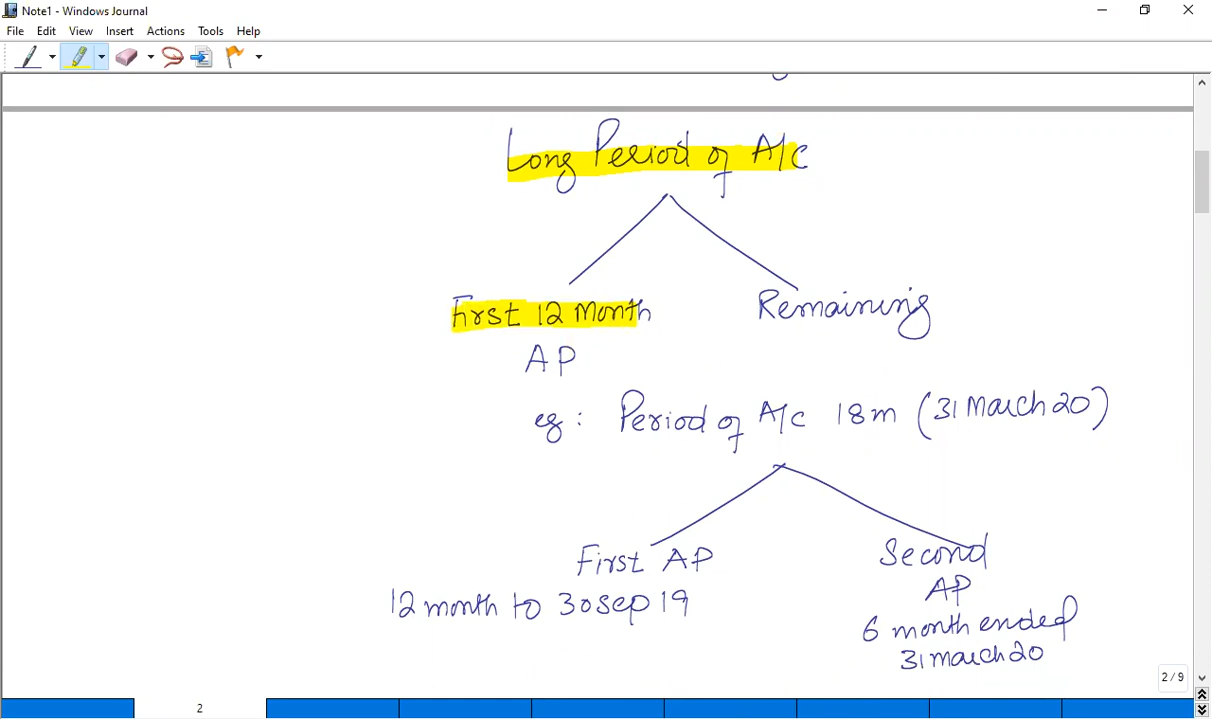 Note1 - Windows Journal
File Edit View Insert Actions Tools Help
Long Period of A/c
First 12 Month Remaining
AP
eg: Period of A/c 18m (31 March 20)
First AP Second
AP
12 month to 30 Sep 19
6 month ended
31 march 20
2 / 9
2